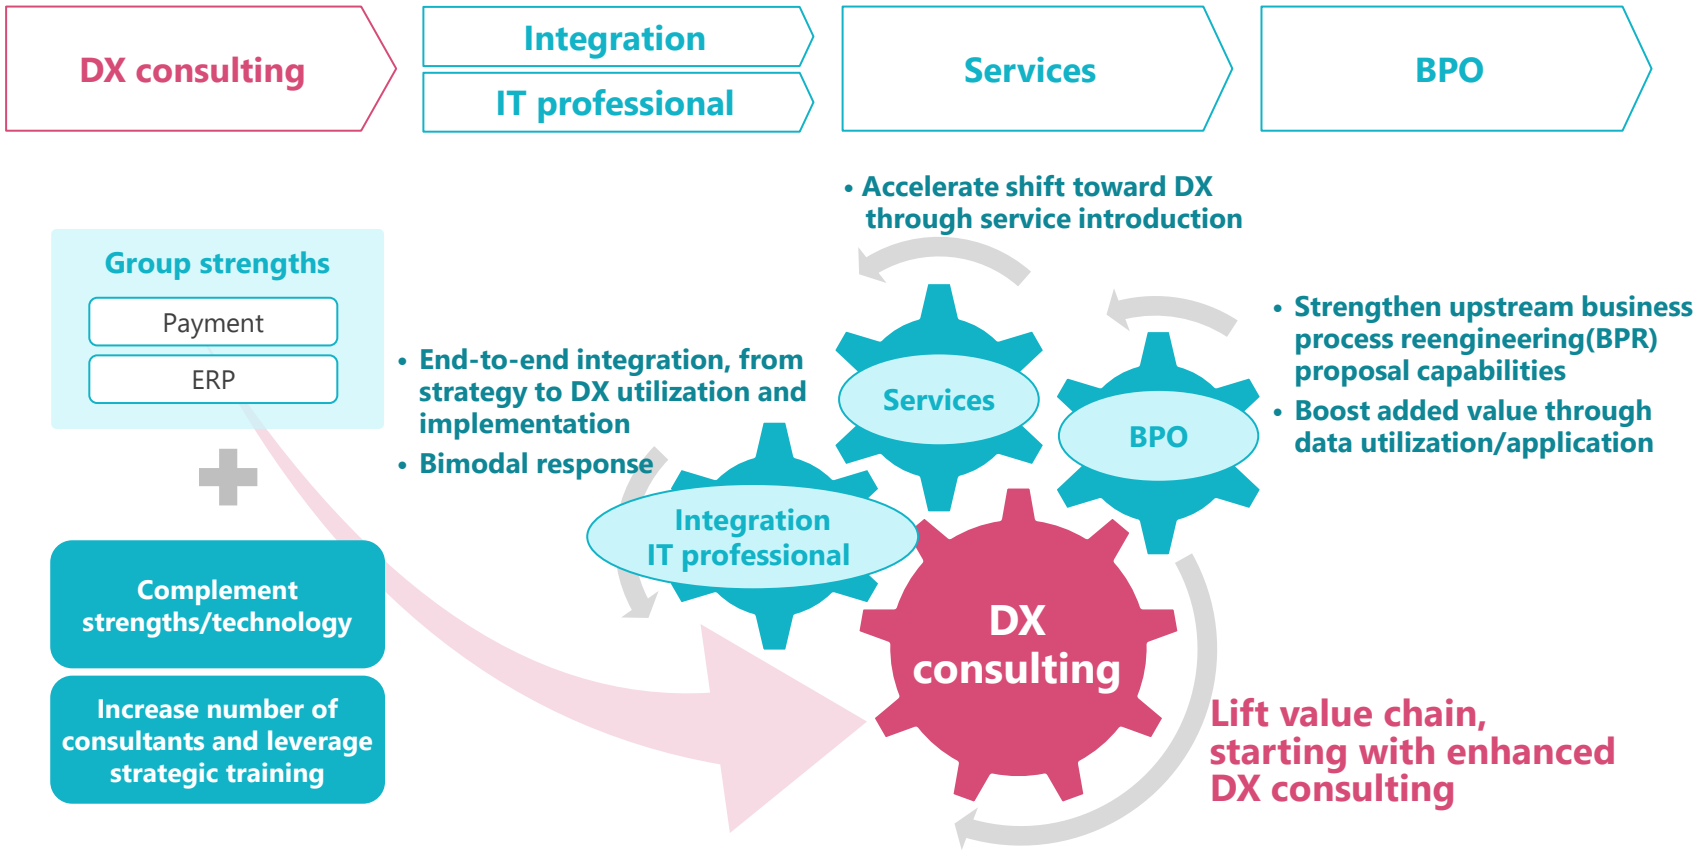 DX consulting
Integration
IT professional
Services
BPO
• Accelerate shift toward DX
through service introduction
Group strengths
Payment
ERP
• End-to-end integration, from
strategy to DX utilization and
implementation
• Bimodal response
• Strengthen upstream business
process reengineering(BPR)
proposal capabilities
• Boost added value through
data utilization/application
Services
BPO
Integration
IT professional
DX
consulting
Complement
strengths/technology
Increase number of
consultants and leverage
strategic training
Lift value chain,
starting with enhanced
DX consulting